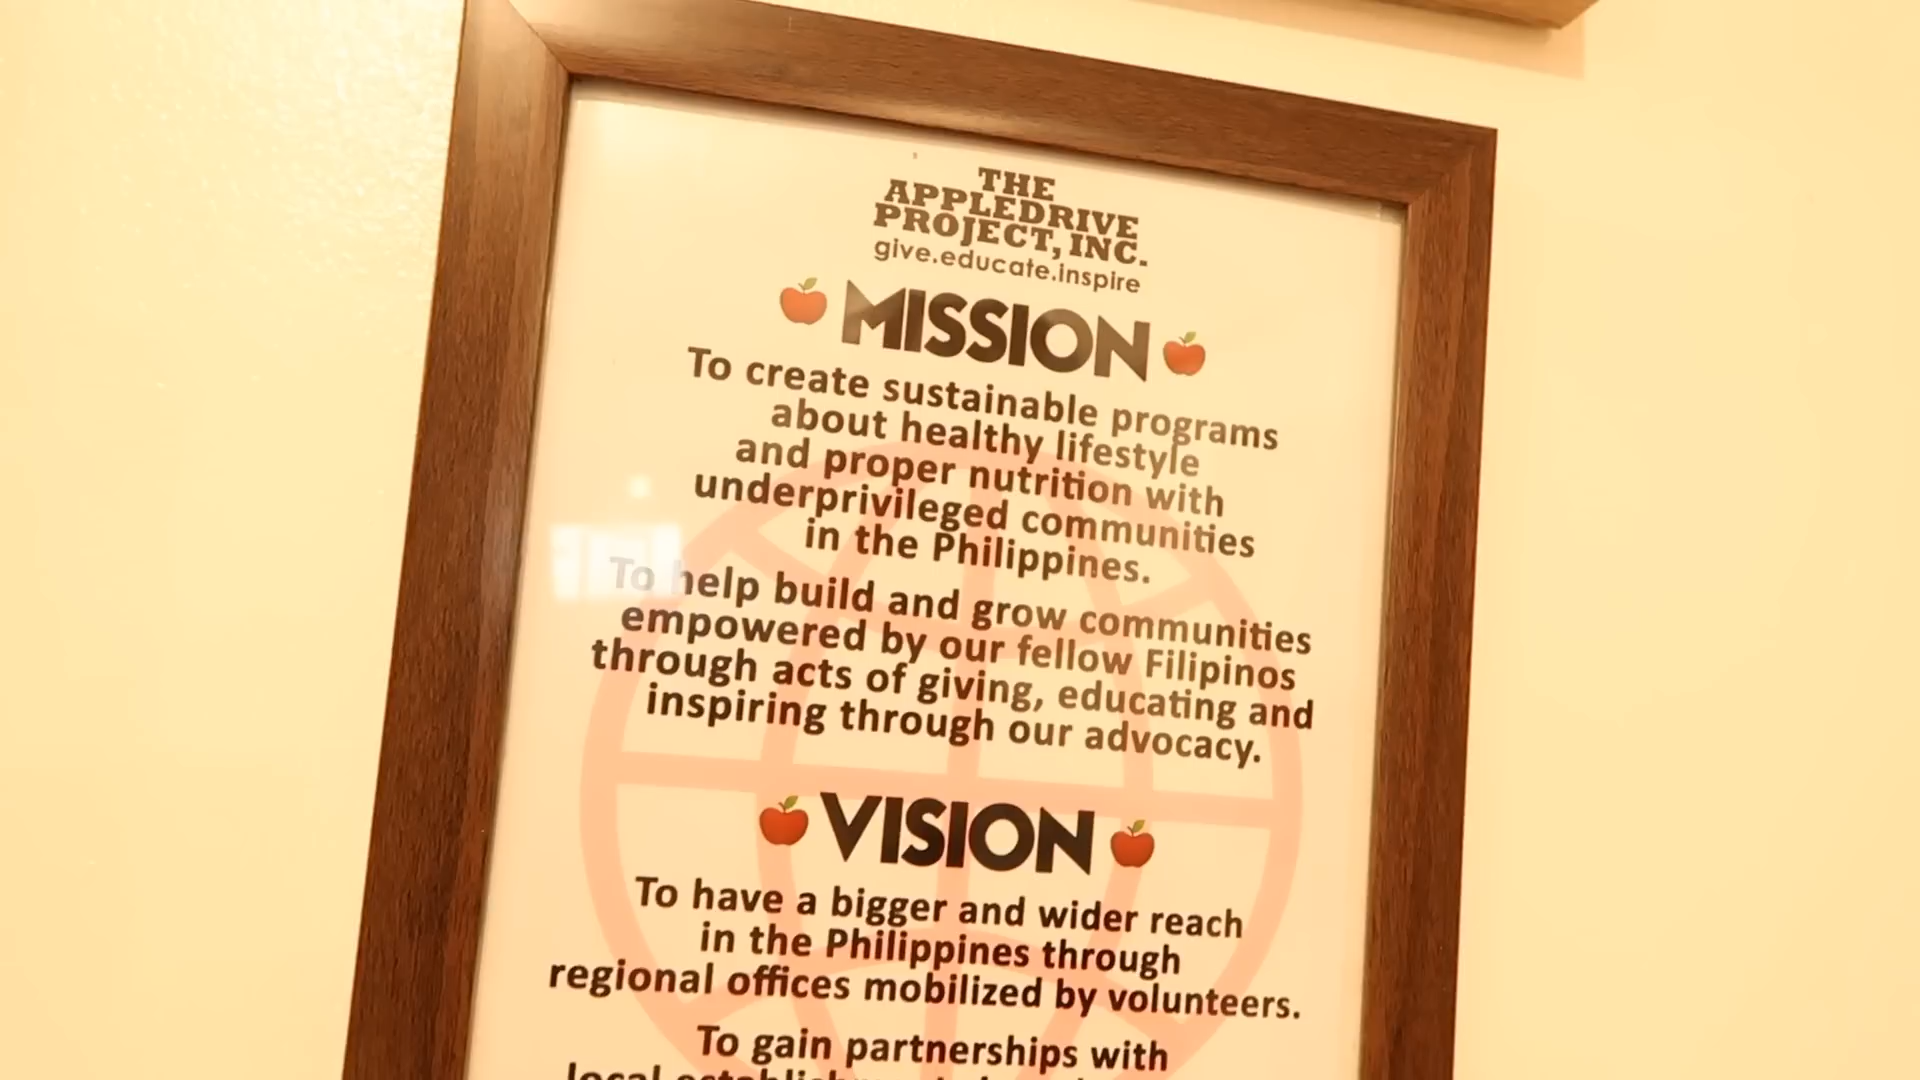 THE
APPLEDRIVE
PROJECT, INC.
give.educate.inspire
MISSION
To create sustainable programs
about healthy lifestyle
and proper nutrition with
underprivileged communities
in the Philippines.
To help build and grow communities
empowered by our fellow Filipinos
through acts of giving, educating and
inspiring through our advocacy.
VISION
To have a bigger and wider reach
in the Philippines through
regional offices mobilized by volunteers.
To gain partnerships with
local